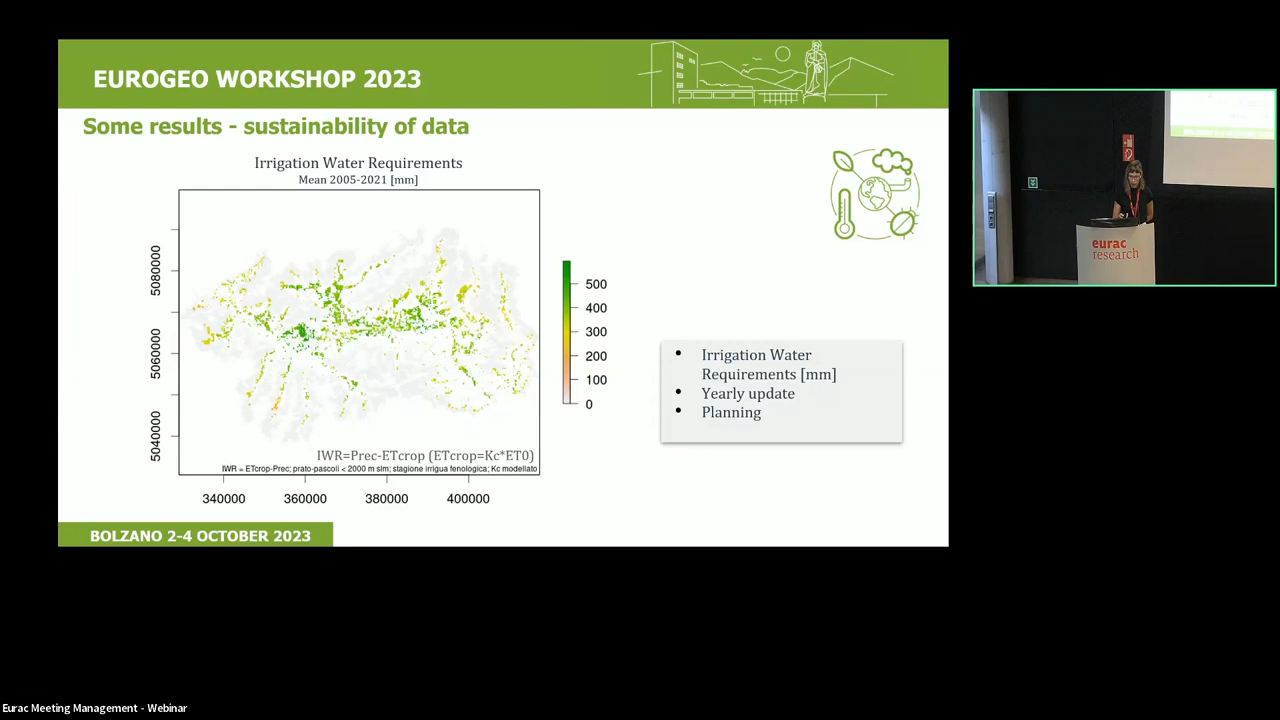 EUROGEO WORKSHOP 2023
Some results - sustainability of data
Irrigation Water Requirements
Mean 2005-2021 [mm]
5080000
5060000
5040000
340000
360000
380000
400000
500
400
300
200
100
0
IWR=Prec-ETcrop (ETcrop=Kc*ET0)
IWR = ETcrop-Prec; prato-pascoli < 2000 m slm; stagione irrigua fenologica; Kc modellato
• Irrigation Water
Requirements [mm]
• Yearly update
• Planning
BOLZANO 2-4 OCTOBER 2023
eurac
research
Eurac Meeting Management - Webinar